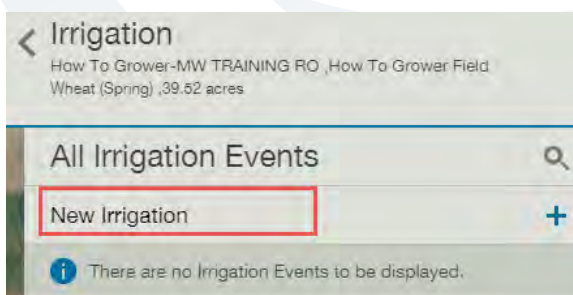 Irrigation
How To Grower-MW TRAINING RO ,How To Grower Field
Wheat (Spring) ,39.52 acres
All Irrigation Events
New Irrigation
There are no Irrigation Events to be displayed.